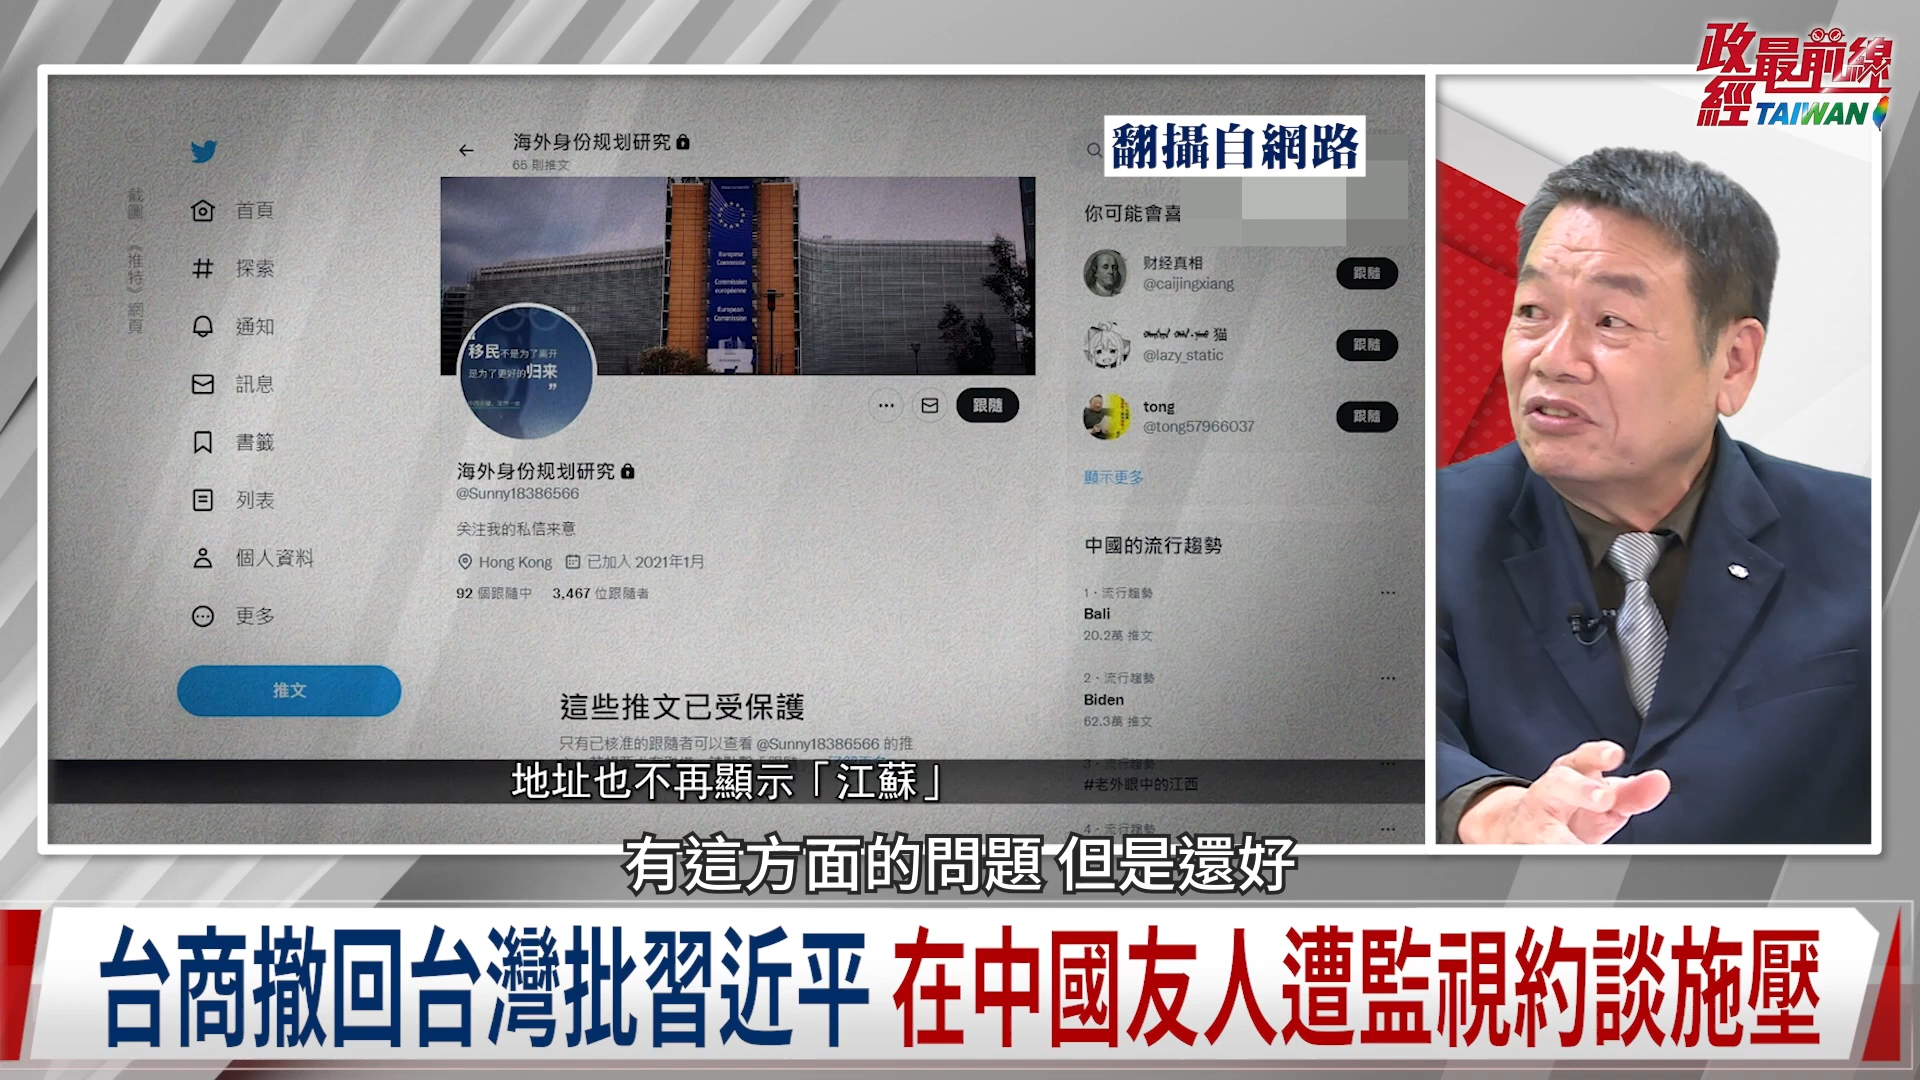 政經最前線
TAIWAN
翻攝自網路
截圖：《推特》網頁
首頁
探索
通知
訊息
書籤
列表
個人資料
更多
推文
海外身份规划研究
65 則推文
European
Commission
移民不是为了离开
是为了更好的归来
跟隨
海外身份规划研究
@Sunny18386566
关注我的私信来意
Hong Kong 已加入 2021年1月
92 個跟隨中 3,467 位跟隨者
這些推文已受保護
只有已核准的跟隨者可以查看 @Sunny18386566 的推
你可能會喜
财经真相
@caijingxiang
跟隨
猫
@lazy_static
跟隨
tong
@tong57966037
跟隨
顯示更多
中國的流行趨勢
1 · 流行趨勢
Bali
20.2萬 推文
2 · 流行趨勢
Biden
62.3萬 推文
3 · 流行趨勢
#老外眼中的江西
4 · 流行趨勢
地址也不再顯示「江蘇」
有這方面的問題 但是還好
台商撤回台灣批習近平 在中國友人遭監視約談施壓